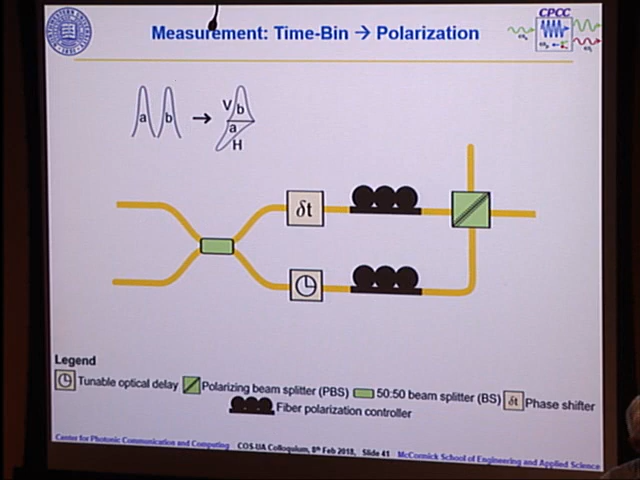 Measurement: Time-Bin → Polarization
CPCC
a b → V b
a
H
δt
Legend
Tunable optical delay Polarizing beam splitter (PBS) 50:50 beam splitter (BS) δt Phase shifter
Fiber polarization controller
Center for Photonic Communication and Computing COS-UA Colloquium, 8th Feb 2018, Slide 41 McCormick School of Engineering and Applied Science